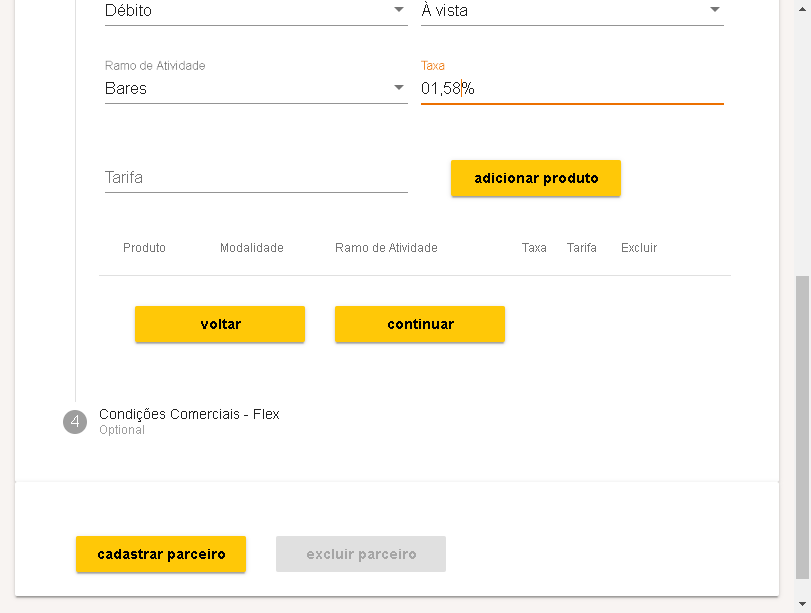 Débito À vista
Ramo de Atividade Taxa
Bares 01,58%
Tarifa adicionar produto
Produto Modalidade Ramo de Atividade Taxa Tarifa Excluir
voltar continuar
4 Condições Comerciais - Flex
Optional
cadastrar parceiro excluir parceiro